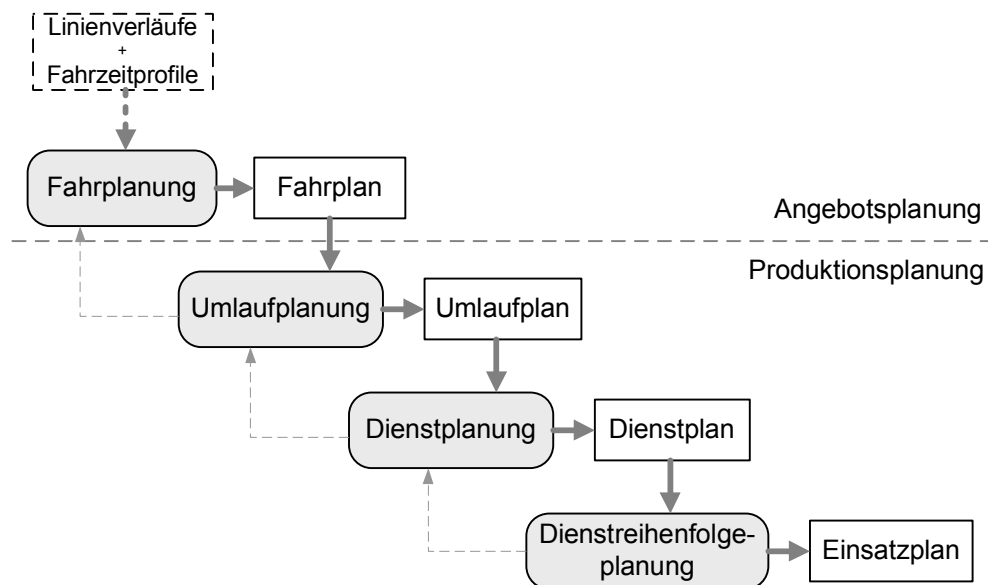 Linienverläufe
+
Fahrzeitprofile
Fahrplanung
Fahrplan
Angebotsplanung
Produktionsplanung
Umlaufplanung
Umlaufplan
Dienstplanung
Dienstplan
Dienstreihenfolge-
planung
Einsatzplan